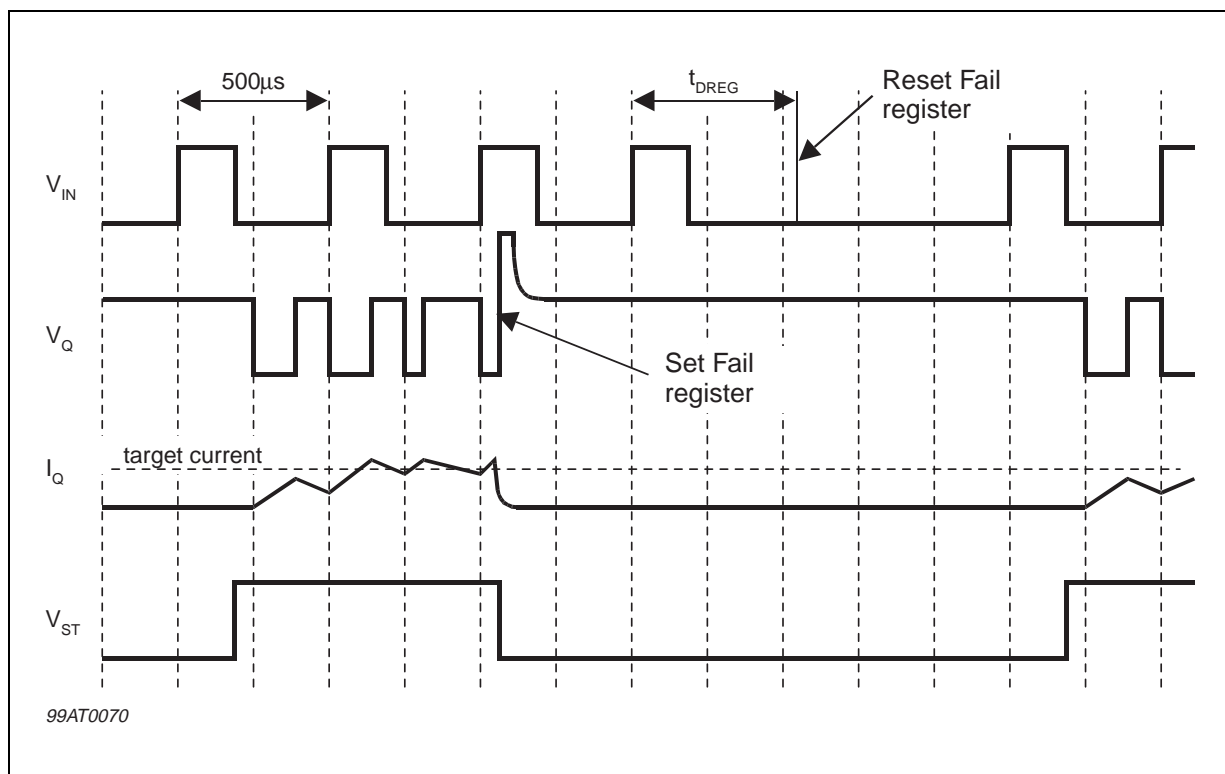 500μs
t_DREG
Reset Fail
register
V_IN
V_Q
Set Fail
register
target current
I_Q
V_ST
99AT0070